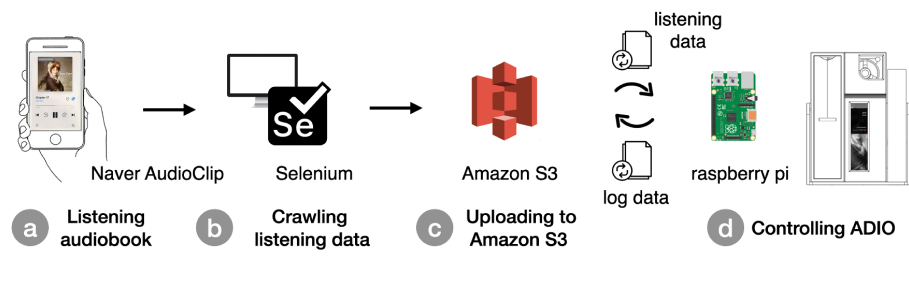 listening
data
Se
Naver AudioClip
Selenium
Amazon S3
raspberry pi
log data
a
Listening
audiobook
b
Crawling
listening data
c
Uploading to
Amazon S3
d
Controlling ADIO